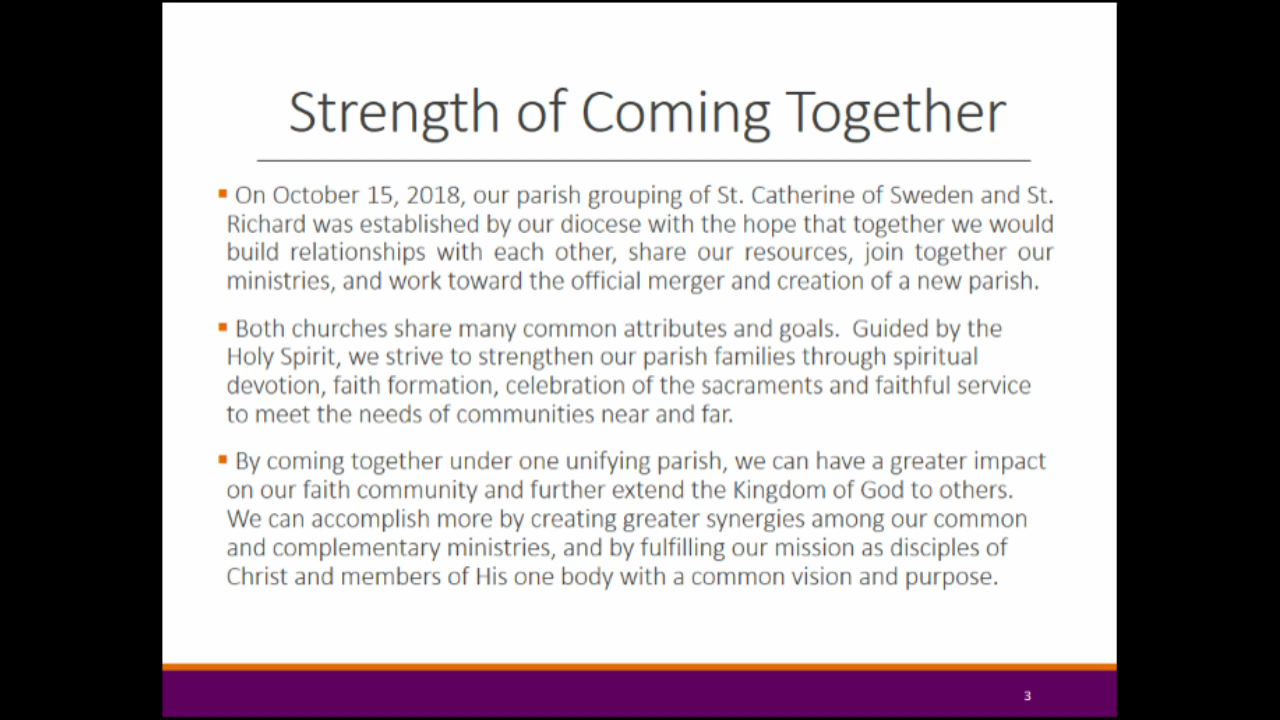 Strength of Coming Together
▪ On October 15, 2018, our parish grouping of St. Catherine of Sweden and St.
Richard was established by our diocese with the hope that together we would
build relationships with each other, share our resources, join together our
ministries, and work toward the official merger and creation of a new parish.
▪ Both churches share many common attributes and goals.  Guided by the
Holy Spirit, we strive to strengthen our parish families through spiritual
devotion, faith formation, celebration of the sacraments and faithful service
to meet the needs of communities near and far.
▪ By coming together under one unifying parish, we can have a greater impact
on our faith community and further extend the Kingdom of God to others.
We can accomplish more by creating greater synergies among our common
and complementary ministries, and by fulfilling our mission as disciples of
Christ and members of His one body with a common vision and purpose.
3